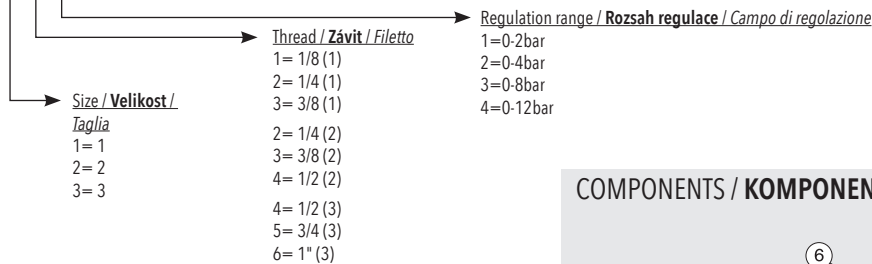 Regulation range / Rozsah regulace / Campo di regolazione
1=0-2bar
2=0-4bar
3=0-8bar
4=0-12bar
Thread / Závit / Filetto
1= 1/8 (1)
2= 1/4 (1)
3= 3/8 (1)
2= 1/4 (2)
3= 3/8 (2)
4= 1/2 (2)
4= 1/2 (3)
5= 3/4 (3)
6= 1" (3)
Size / Velikost /
Taglia
1= 1
2= 2
3= 3
COMPONENTS / KOMPONEN
6